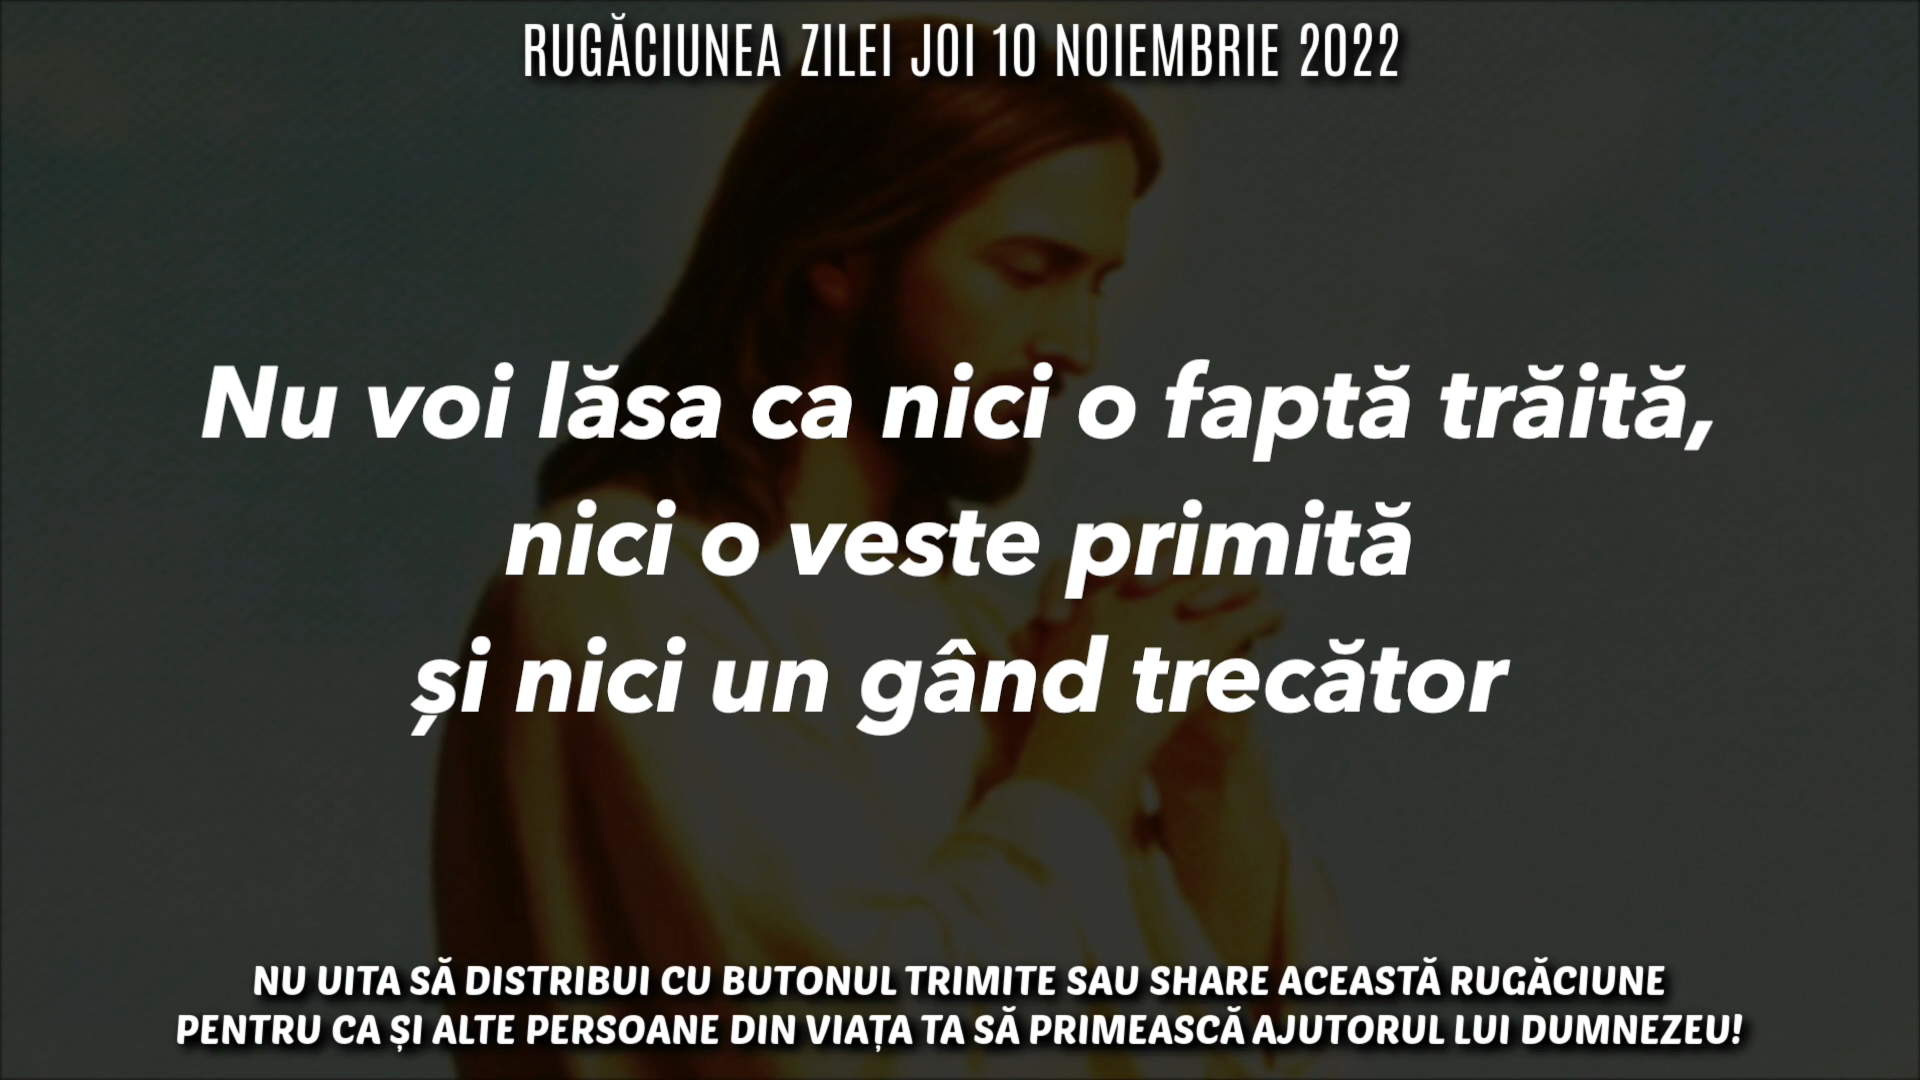 RUGĂCIUNEA ZILEI JOI 10 NOIEMBRIE 2022
Nu voi lăsa ca nici o faptă trăită,
nici o veste primită
și nici un gând trecător
NU UITA SĂ DISTRIBUI CU BUTONUL TRIMITE SAU SHARE ACEASTĂ RUGĂCIUNE
PENTRU CA ȘI ALTE PERSOANE DIN VIAȚA TA SĂ PRIMEASCĂ AJUTORUL LUI DUMNEZEU!